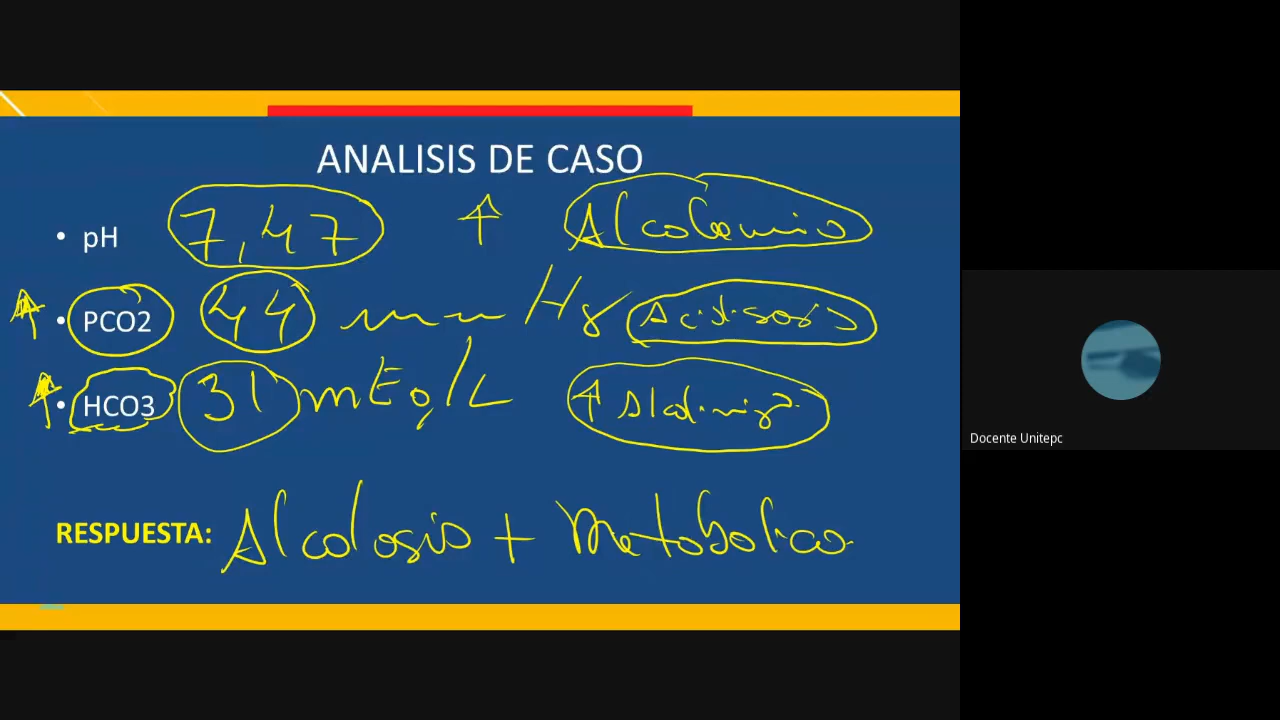 ANALISIS DE CASO
• pH 7,47 ↑ Alcalemia
↑ • PCO2 44 mmHg Acidosis
↑ • HCO3 31 mEq/L ↑
RESPUESTA: Alcalosis + Metabolica
Docente Unitepc